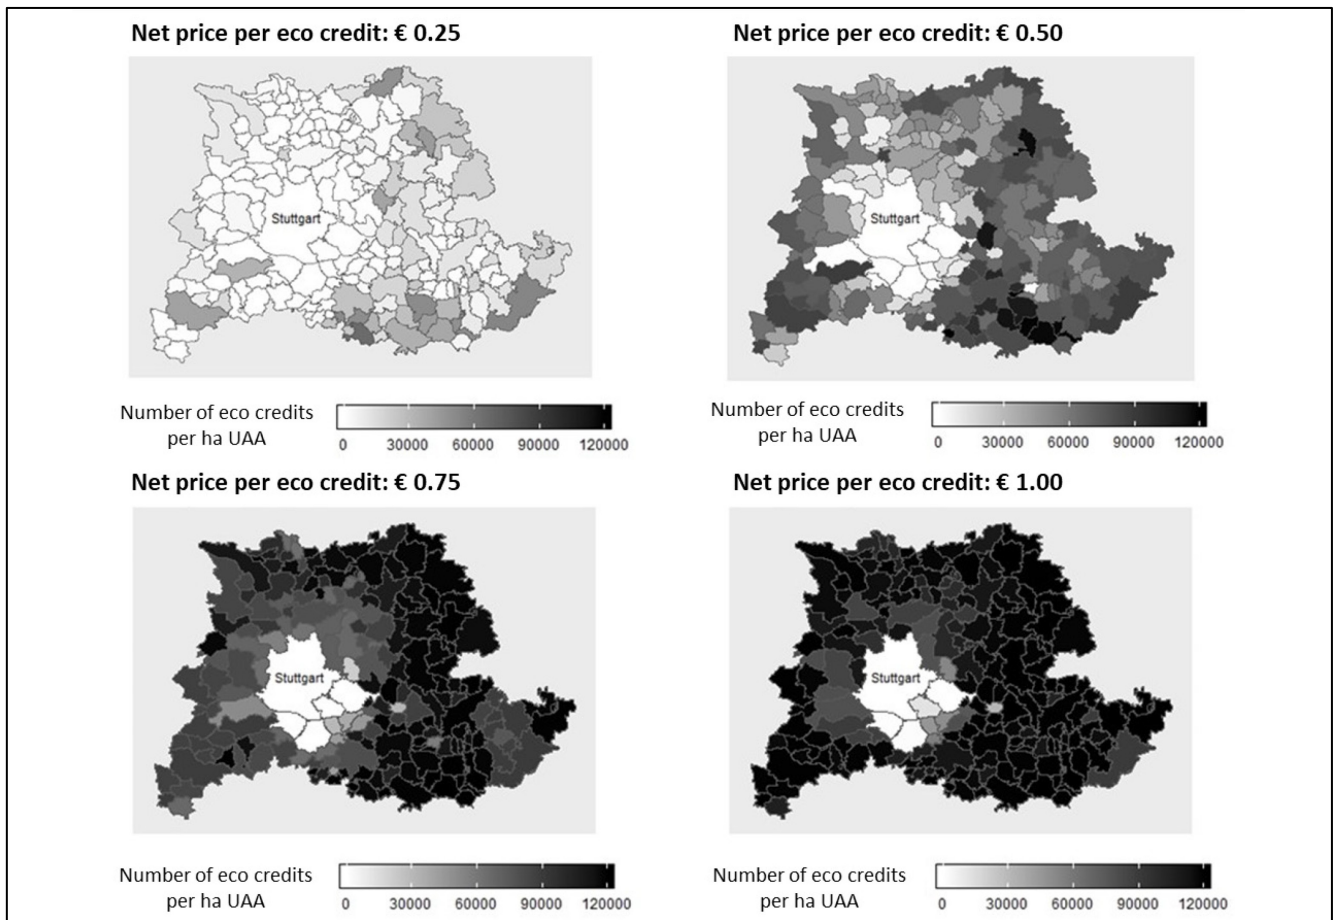 Net price per eco credit: € 0.25
Net price per eco credit: € 0.50
Stuttgart
Stuttgart
Number of eco credits
per ha UAA
0 30000 60000 90000 120000
Number of eco credits
per ha UAA
0 30000 60000 90000 120000
Net price per eco credit: € 0.75
Net price per eco credit: € 1.00
Stuttgart
Stuttgart
Number of eco credits
per ha UAA
0 30000 60000 90000 120000
Number of eco credits
per ha UAA
0 30000 60000 90000 120000